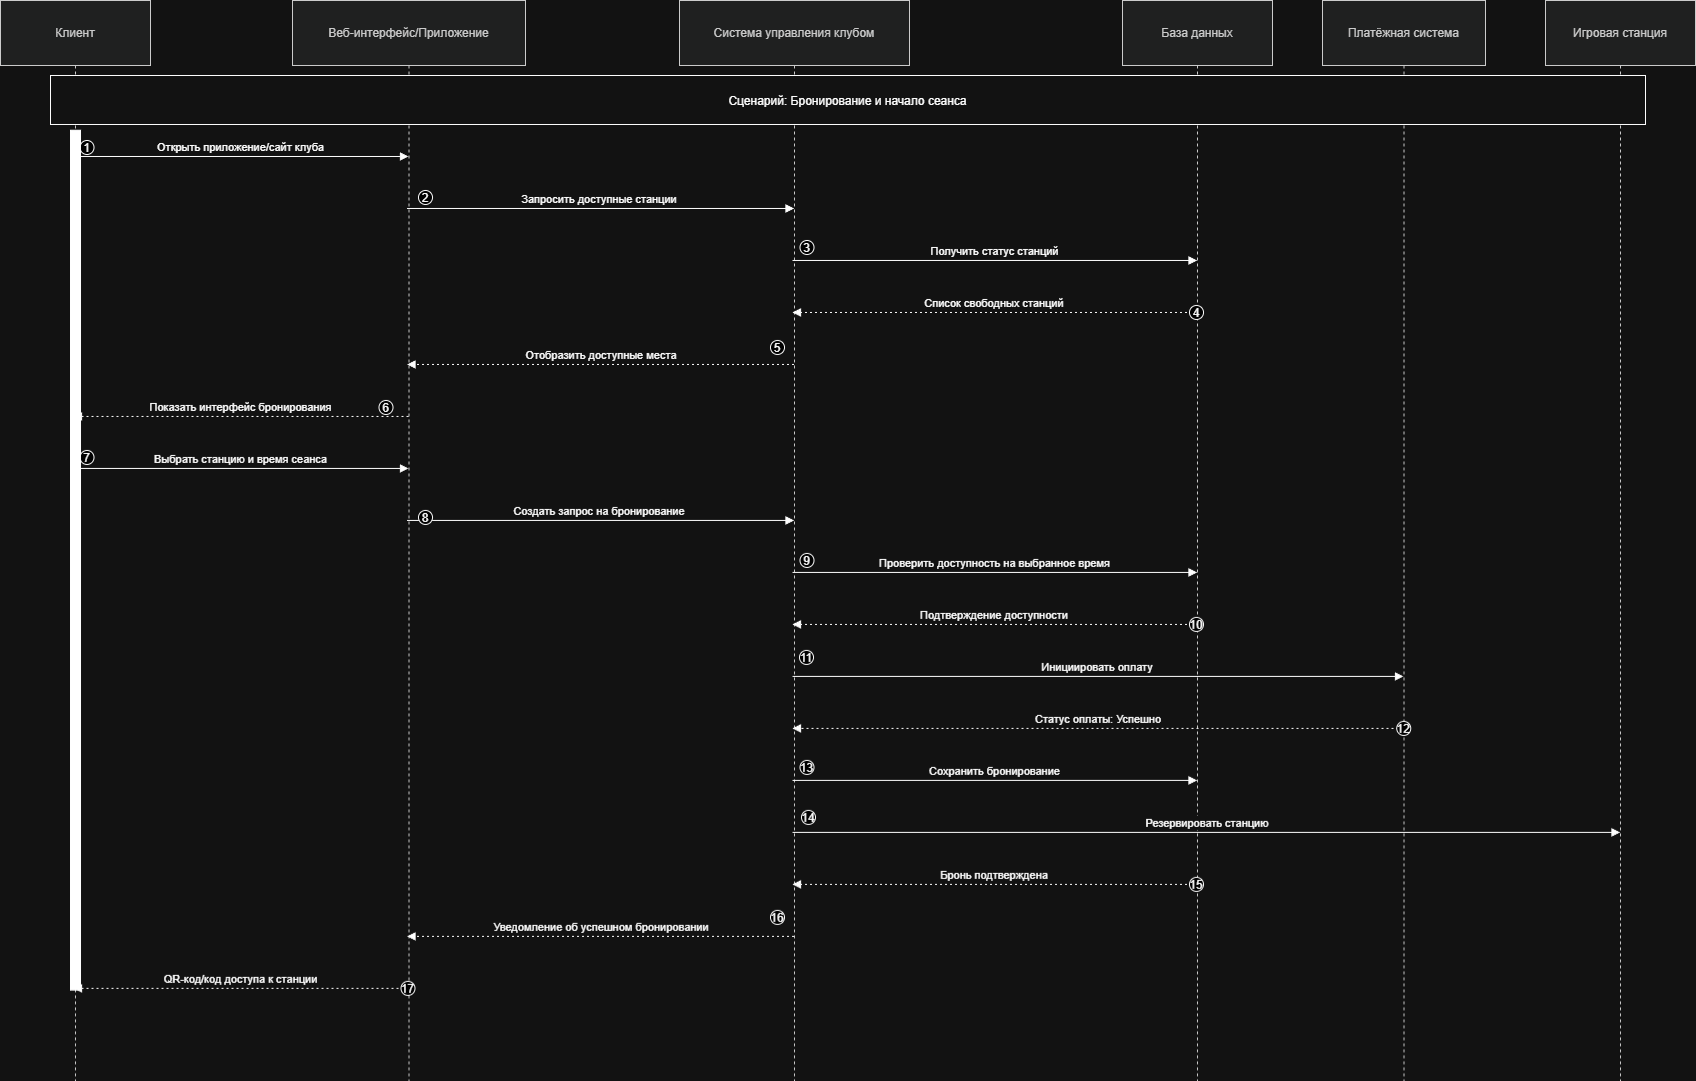 Клиент
Веб-интерфейс/Приложение
Система управления клубом
База данных
Платёжная система
Игровая станция
Сценарий: Бронирование и начало сеанса
1 Открыть приложение/сайт клуба
2 Запросить доступные станции
3 Получить статус станций
Список свободных станций 4
Отобразить доступные места 5
Показать интерфейс бронирования 6
7 Выбрать станцию и время сеанса
8 Создать запрос на бронирование
9 Проверить доступность на выбранное время
Подтверждение доступности 10
11 Инициировать оплату
Статус оплаты: Успешно 12
13 Сохранить бронирование
14 Резервировать станцию
Бронь подтверждена 15
Уведомление об успешном бронировании 16
QR-код/код доступа к станции 17